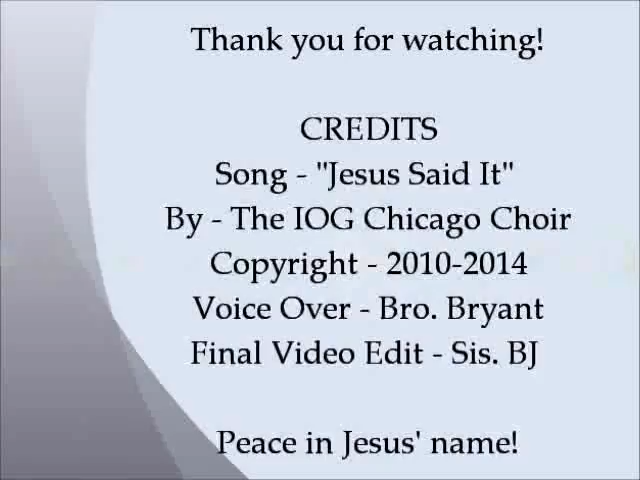 Thank you for watching!
CREDITS
Song - "Jesus Said It"
By - The IOG Chicago Choir
Copyright - 2010-2014
Voice Over - Bro. Bryant
Final Video Edit - Sis. BJ
Peace in Jesus' name!